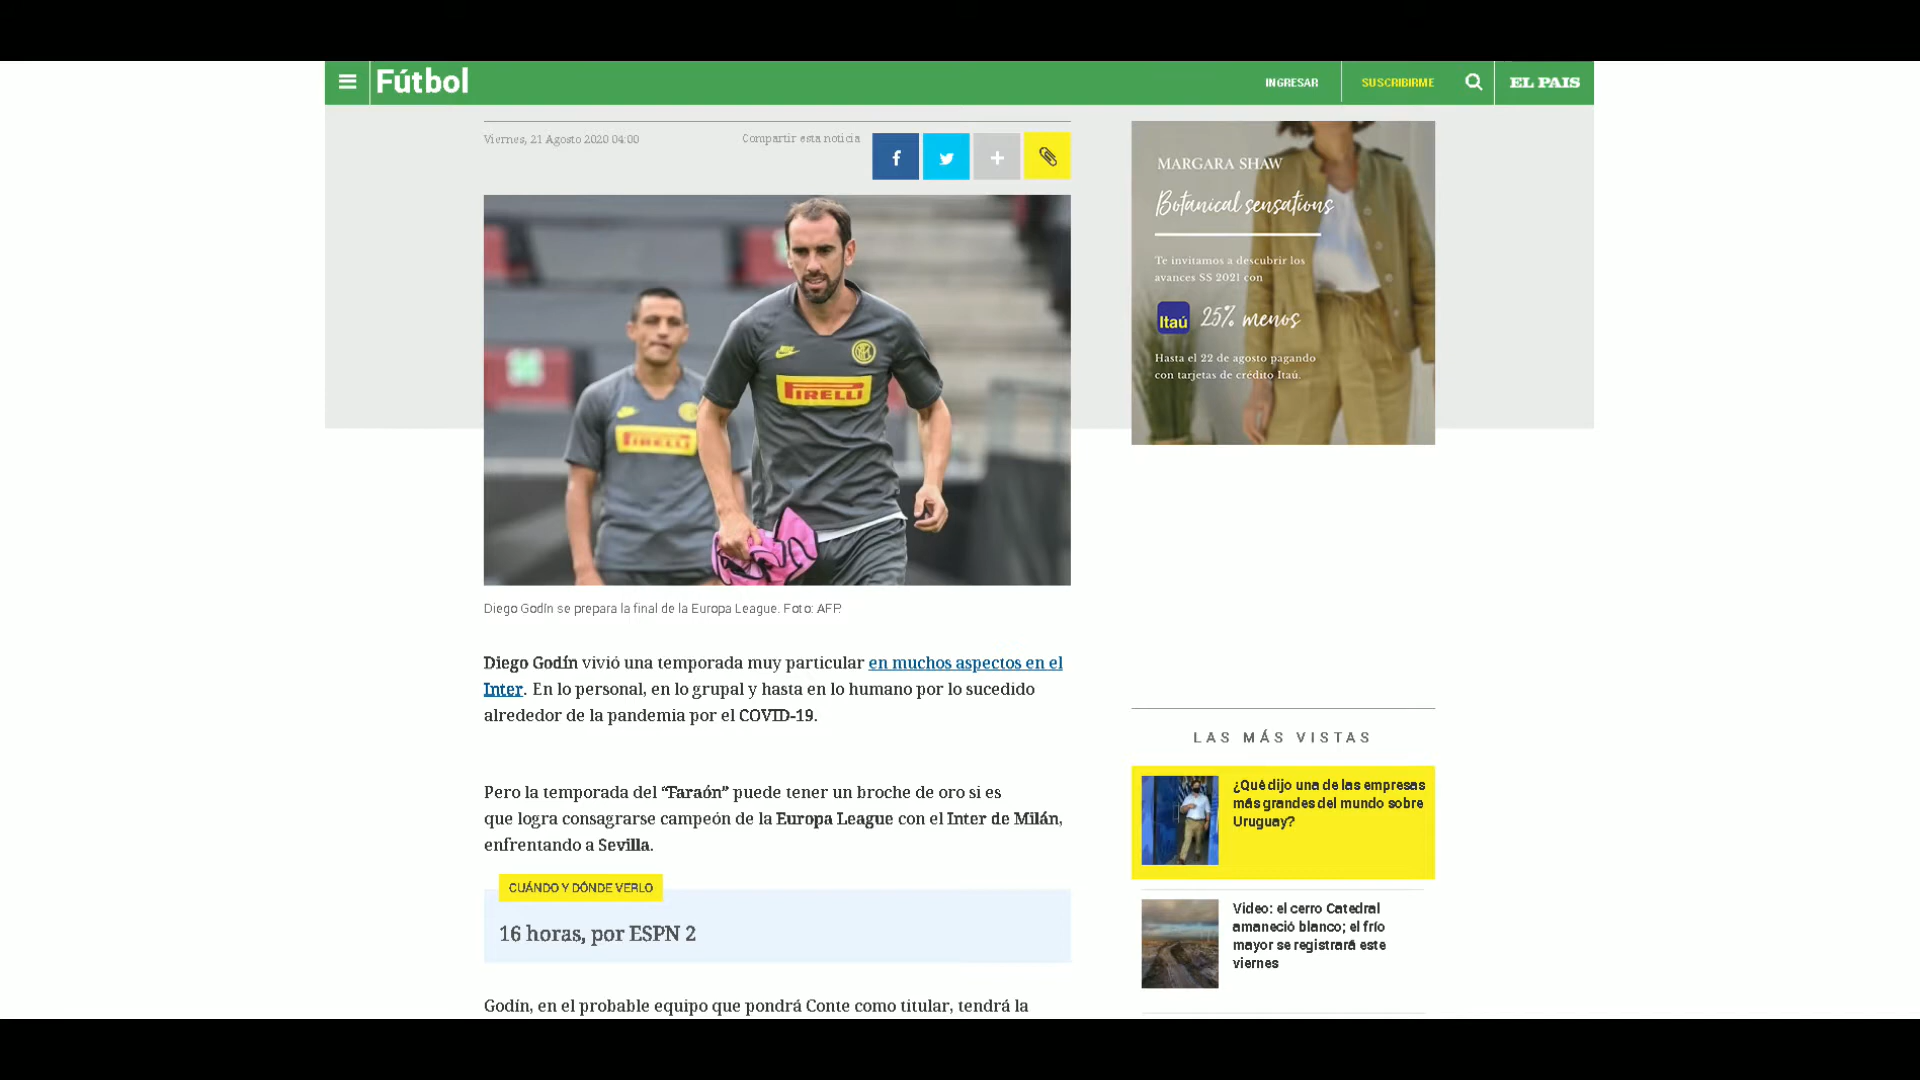 Fútbol
INGRESAR
SUSCRIBIRME
EL PAIS
Viernes, 21 Agosto 2020 04:00
Compartir esta noticia
MARGARA SHAW
Botanical sensations
Te invitamos a descubrir los
avances SS 2021 con
Itaú 25% menos
Hasta el 22 de agosto pagando
con tarjetas de crédito Itaú.
PIRELLI
PIRELLI
Diego Godín se prepara la final de la Europa League. Foto: AFP.
Diego Godín vivió una temporada muy particular en muchos aspectos en el
Inter. En lo personal, en lo grupal y hasta en lo humano por lo sucedido
alrededor de la pandemia por el COVID-19.
Pero la temporada del “Faraón” puede tener un broche de oro si es
que logra consagrarse campeón de la Europa League con el Inter de Milán,
enfrentando a Sevilla.
CUÁNDO Y DÓNDE VERLO
16 horas, por ESPN 2
Godín, en el probable equipo que pondrá Conte como titular, tendrá la
LAS MÁS VISTAS
¿Qué dijo una de las empresas
más grandes del mundo sobre
Uruguay?
Video: el cerro Catedral
amaneció blanco; el frío
mayor se registrará este
viernes